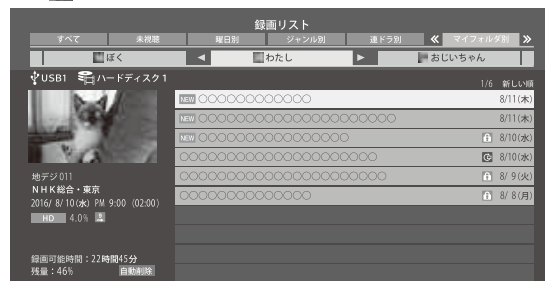 録画リスト
すべて 未視聴 曜日別 ジャンル別 連ドラ別 « マイフォルダ別 »
ぼく ◀ わたし ▶ おじいちゃん
USB1 ハードディスク1
1/6 新しい順
NEW 〇〇〇〇〇〇〇〇〇〇〇〇 8/11(木)
NEW 〇〇〇〇〇〇〇〇〇〇〇〇〇〇〇〇〇〇〇〇〇 8/11(木)
NEW 〇〇〇〇〇〇〇〇〇〇〇〇〇〇〇〇 8/10(水)
〇〇〇〇〇〇〇〇〇〇〇〇〇〇〇〇〇〇〇〇〇 8/10(水)
〇〇〇〇〇〇〇〇〇〇〇〇〇〇〇〇〇〇〇〇〇〇 8/ 9(火)
〇〇〇〇〇〇〇〇〇〇〇〇〇〇 8/ 8(月)
地デジ011
NHK総合・東京
2016/ 8/10(水) PM 9:00 (02:00)
HD 4.0%
録画可能時間:22時間45分
残量:46% 自動削除